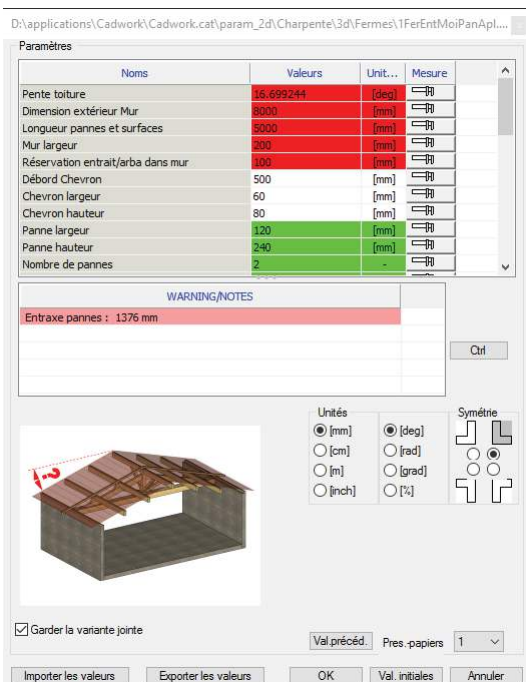 D:\applications\Cadwork\Cadwork.cat\param_2d\Charpente\3d\Fermes\1FerEntMoiPanApl....
Paramètres
Noms Valeurs Unit... Mesure
Pente toiture 16.699244 [deg]
Dimension extérieur Mur 8000 [mm]
Longueur pannes et surfaces 5000 [mm]
Mur largeur 200 [mm]
Réservation entrait/arba dans mur 100 [mm]
Débord Chevron 500 [mm]
Chevron largeur 60 [mm]
Chevron hauteur 80 [mm]
Panne largeur 120 [mm]
Panne hauteur 240 [mm]
Nombre de pannes 2 -
WARNING/NOTES
Entraxe pannes : 1376 mm
Ctrl
Unités Symétrie
[mm] [deg]
[cm] [rad]
[m] [grad]
[inch] [%]
-?
Garder la variante jointe
Val.précéd. Pres.-papiers 1
Importer les valeurs Exporter les valeurs OK Val. initiales Annuler